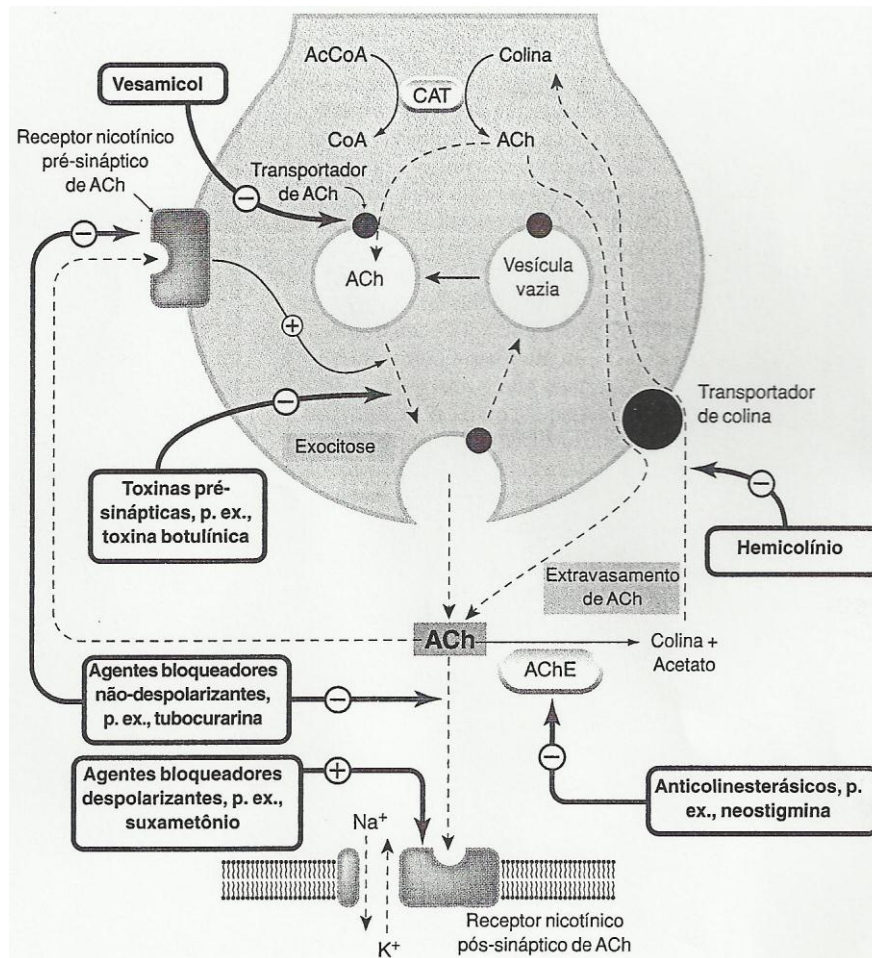 AcCoA
Colina
CAT
CoA
ACh
Vesamicol
Receptor nicotínico
pré-sináptico
de ACh
Transportador
de ACh
ACh
Vesícula
vazia
Transportador
de colina
Exocitose
Toxinas pré-
sinápticas, p. ex.,
toxina botulínica
Hemicolínio
Extravasamento
de ACh
ACh
Colina +
Acetato
AChE
Agentes bloqueadores
não-despolarizantes,
p. ex., tubocurarina
Agentes bloqueadores
despolarizantes, p. ex.,
suxametônio
Anticolinesterásicos, p.
ex., neostigmina
Na⁺
K⁺
Receptor nicotínico
pós-sináptico de ACh